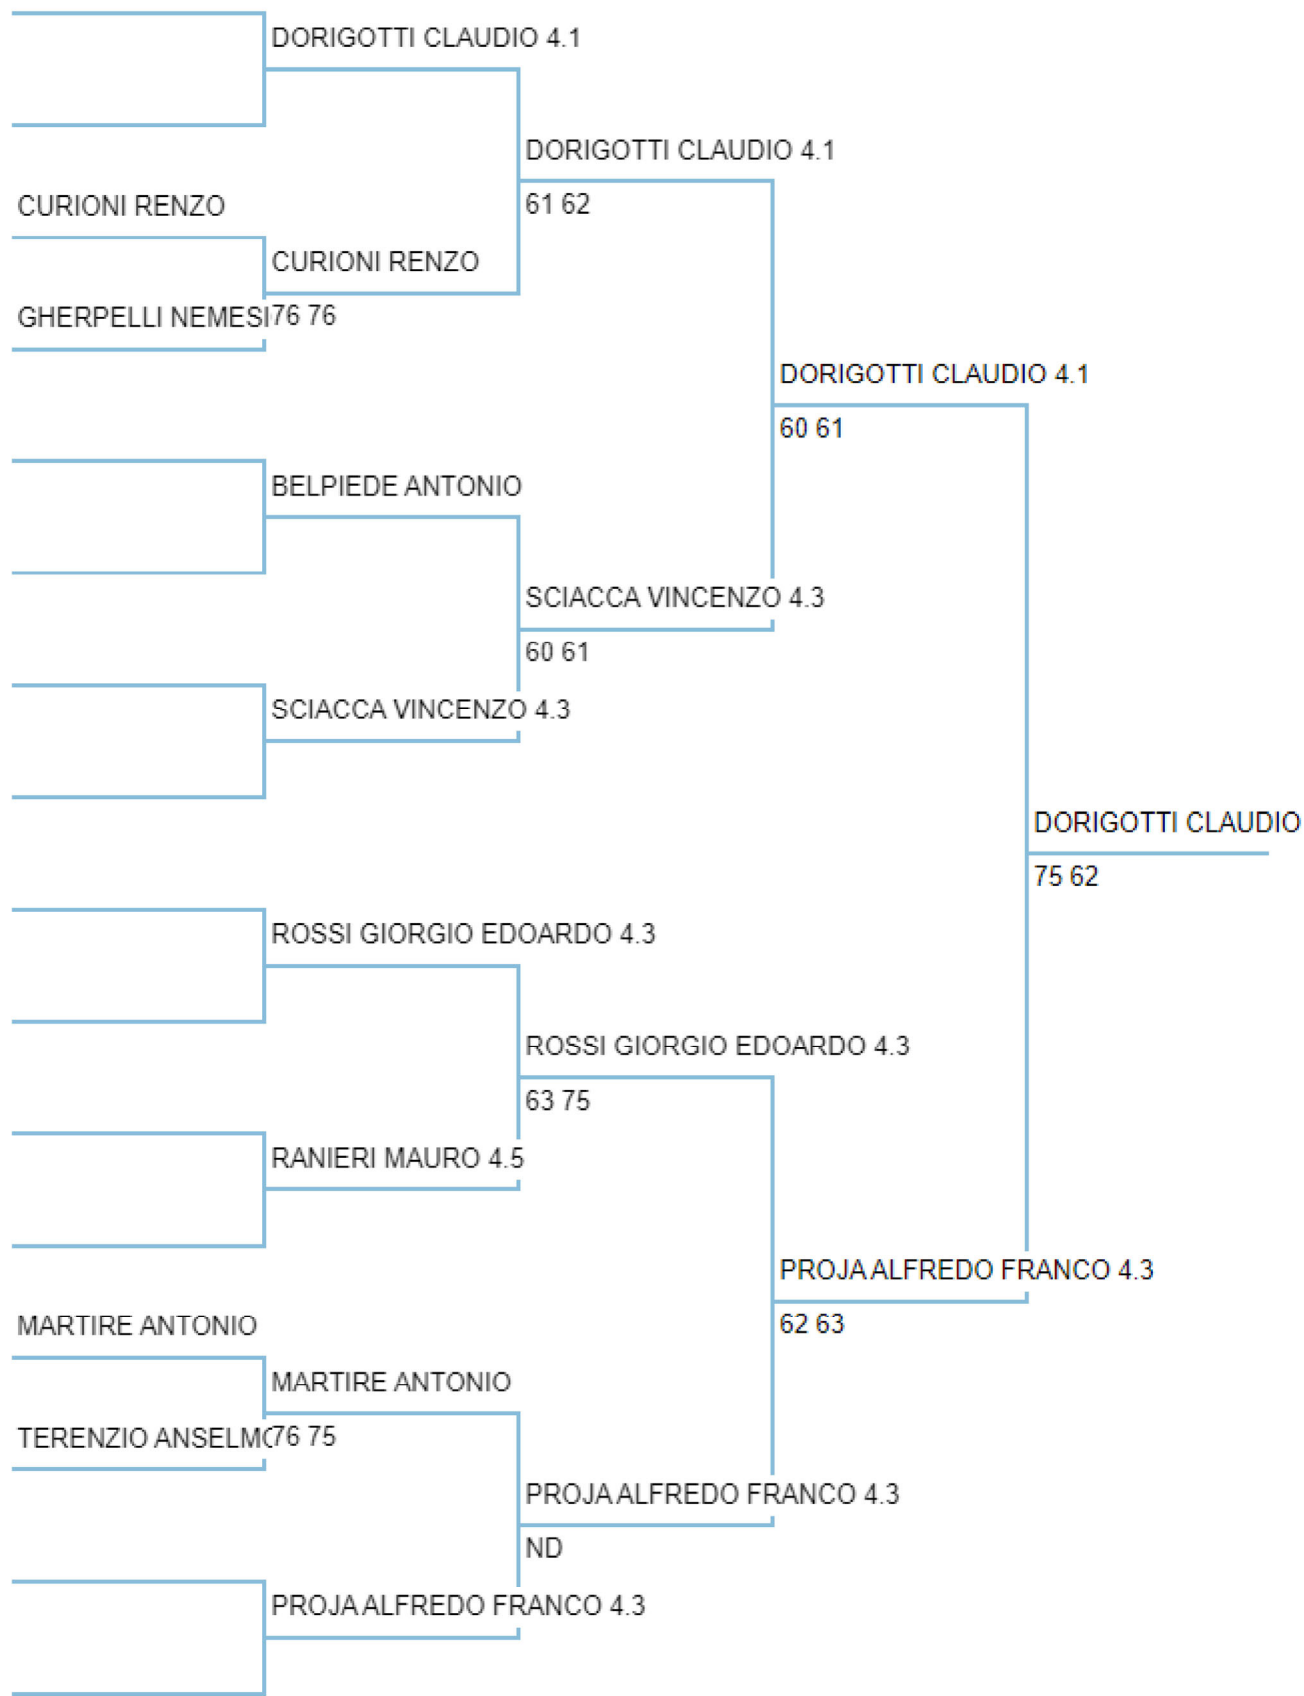 DORIGOTTI CLAUDIO 4.1
DORIGOTTI CLAUDIO 4.1
CURIONI RENZO
61 62
CURIONI RENZO
GHERPELLI NEMESI
76 76
DORIGOTTI CLAUDIO 4.1
60 61
BELPIEDE ANTONIO
SCIACCA VINCENZO 4.3
60 61
SCIACCA VINCENZO 4.3
DORIGOTTI CLAUDIO
75 62
ROSSI GIORGIO EDOARDO 4.3
ROSSI GIORGIO EDOARDO 4.3
63 75
RANIERI MAURO 4.5
PROJA ALFREDO FRANCO 4.3
62 63
MARTIRE ANTONIO
MARTIRE ANTONIO
TERENZIO ANSELMO
76 75
PROJA ALFREDO FRANCO 4.3
ND
PROJA ALFREDO FRANCO 4.3